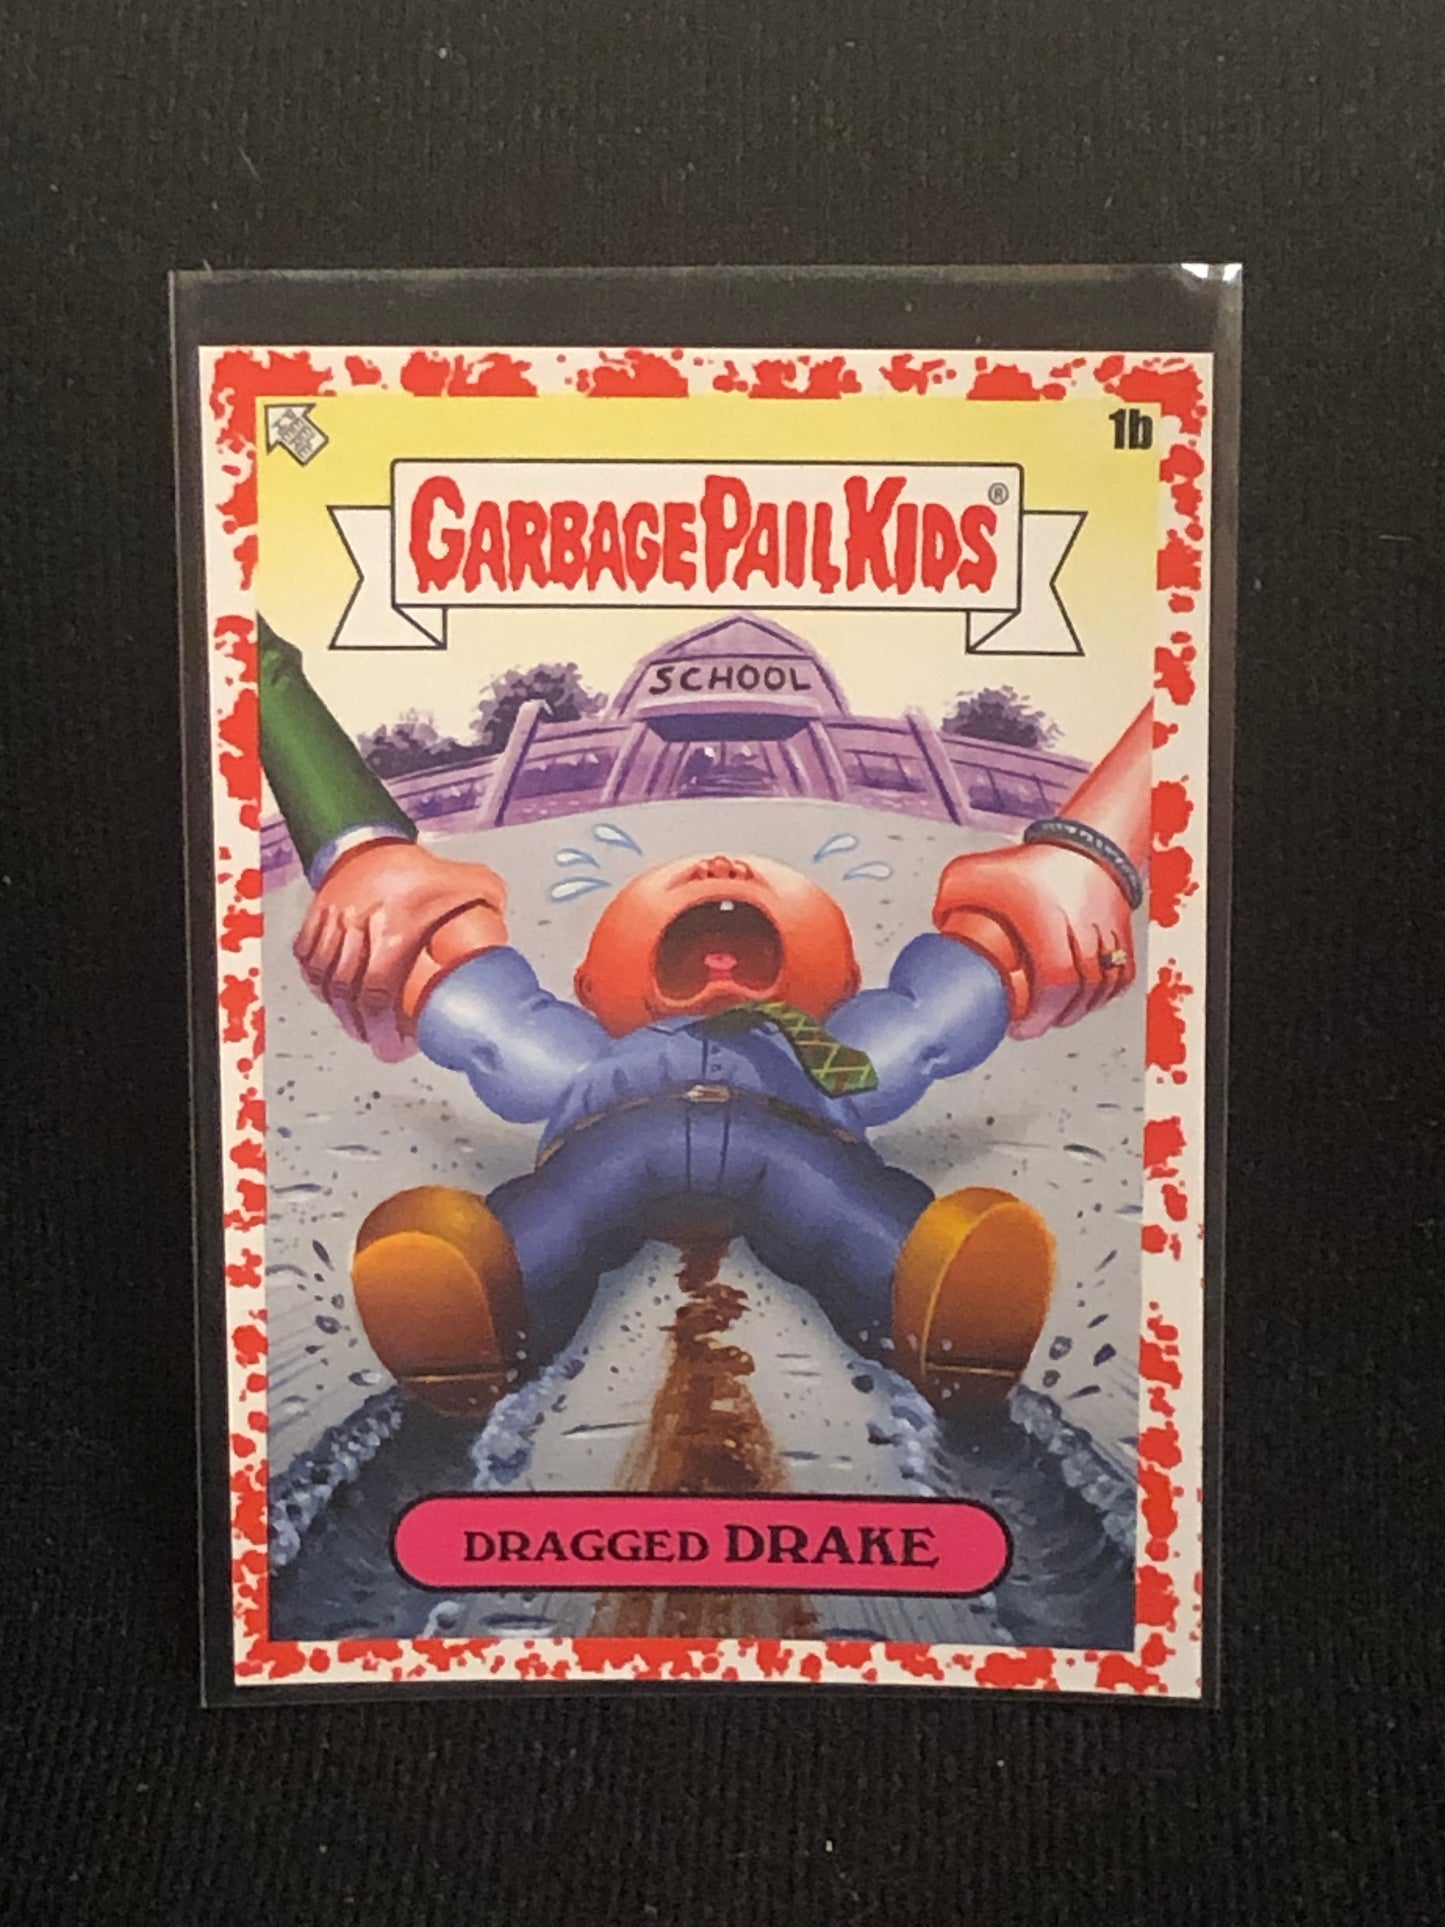 1b
GARBAGE PAIL KIDS®
SCHOOL
DRAGGED DRAKE